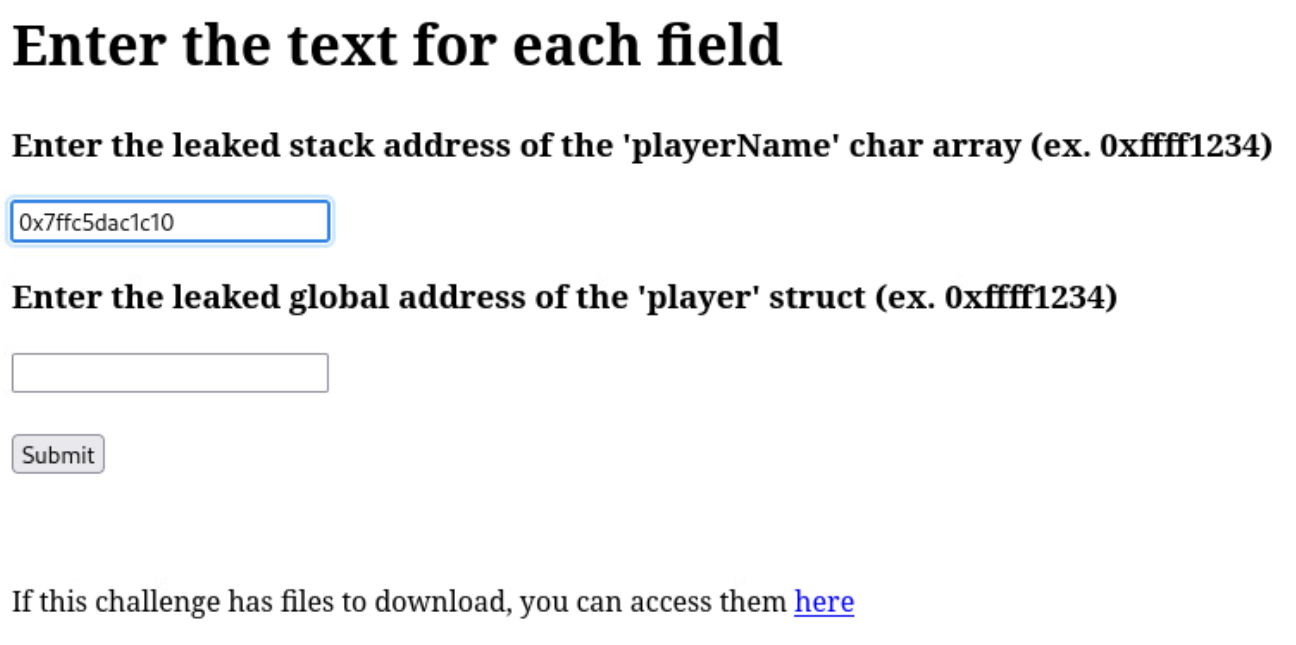 Enter the text for each field
Enter the leaked stack address of the 'playerName' char array (ex. 0xffff1234)
0x7ffc5dac1c10
Enter the leaked global address of the 'player' struct (ex. 0xffff1234)
Submit
If this challenge has files to download, you can access them here